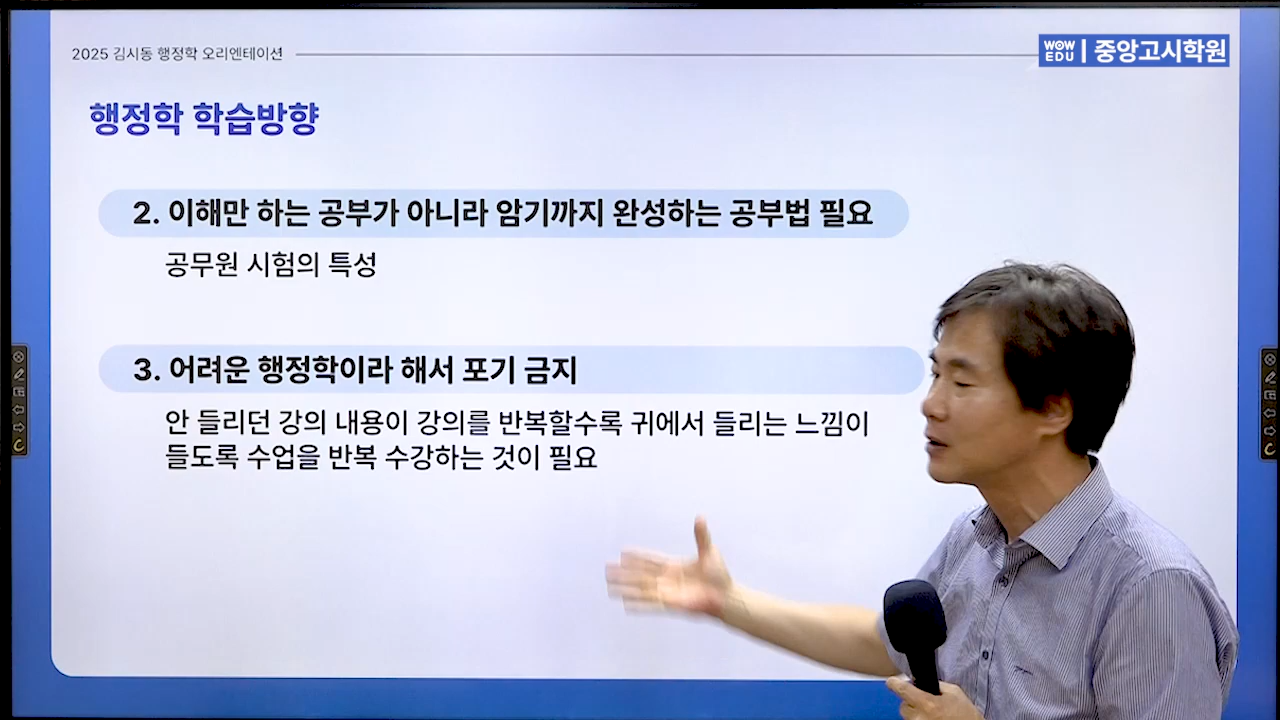 2025 김시동 행정학 오리엔테이션
WOW EDU | 중앙고시학원
행정학 학습방향
2. 이해만 하는 공부가 아니라 암기까지 완성하는 공부법 필요
공무원 시험의 특성
3. 어려운 행정학이라 해서 포기 금지
안 들리던 강의 내용이 강의를 반복할수록 귀에서 들리는 느낌이
들도록 수업을 반복 수강하는 것이 필요